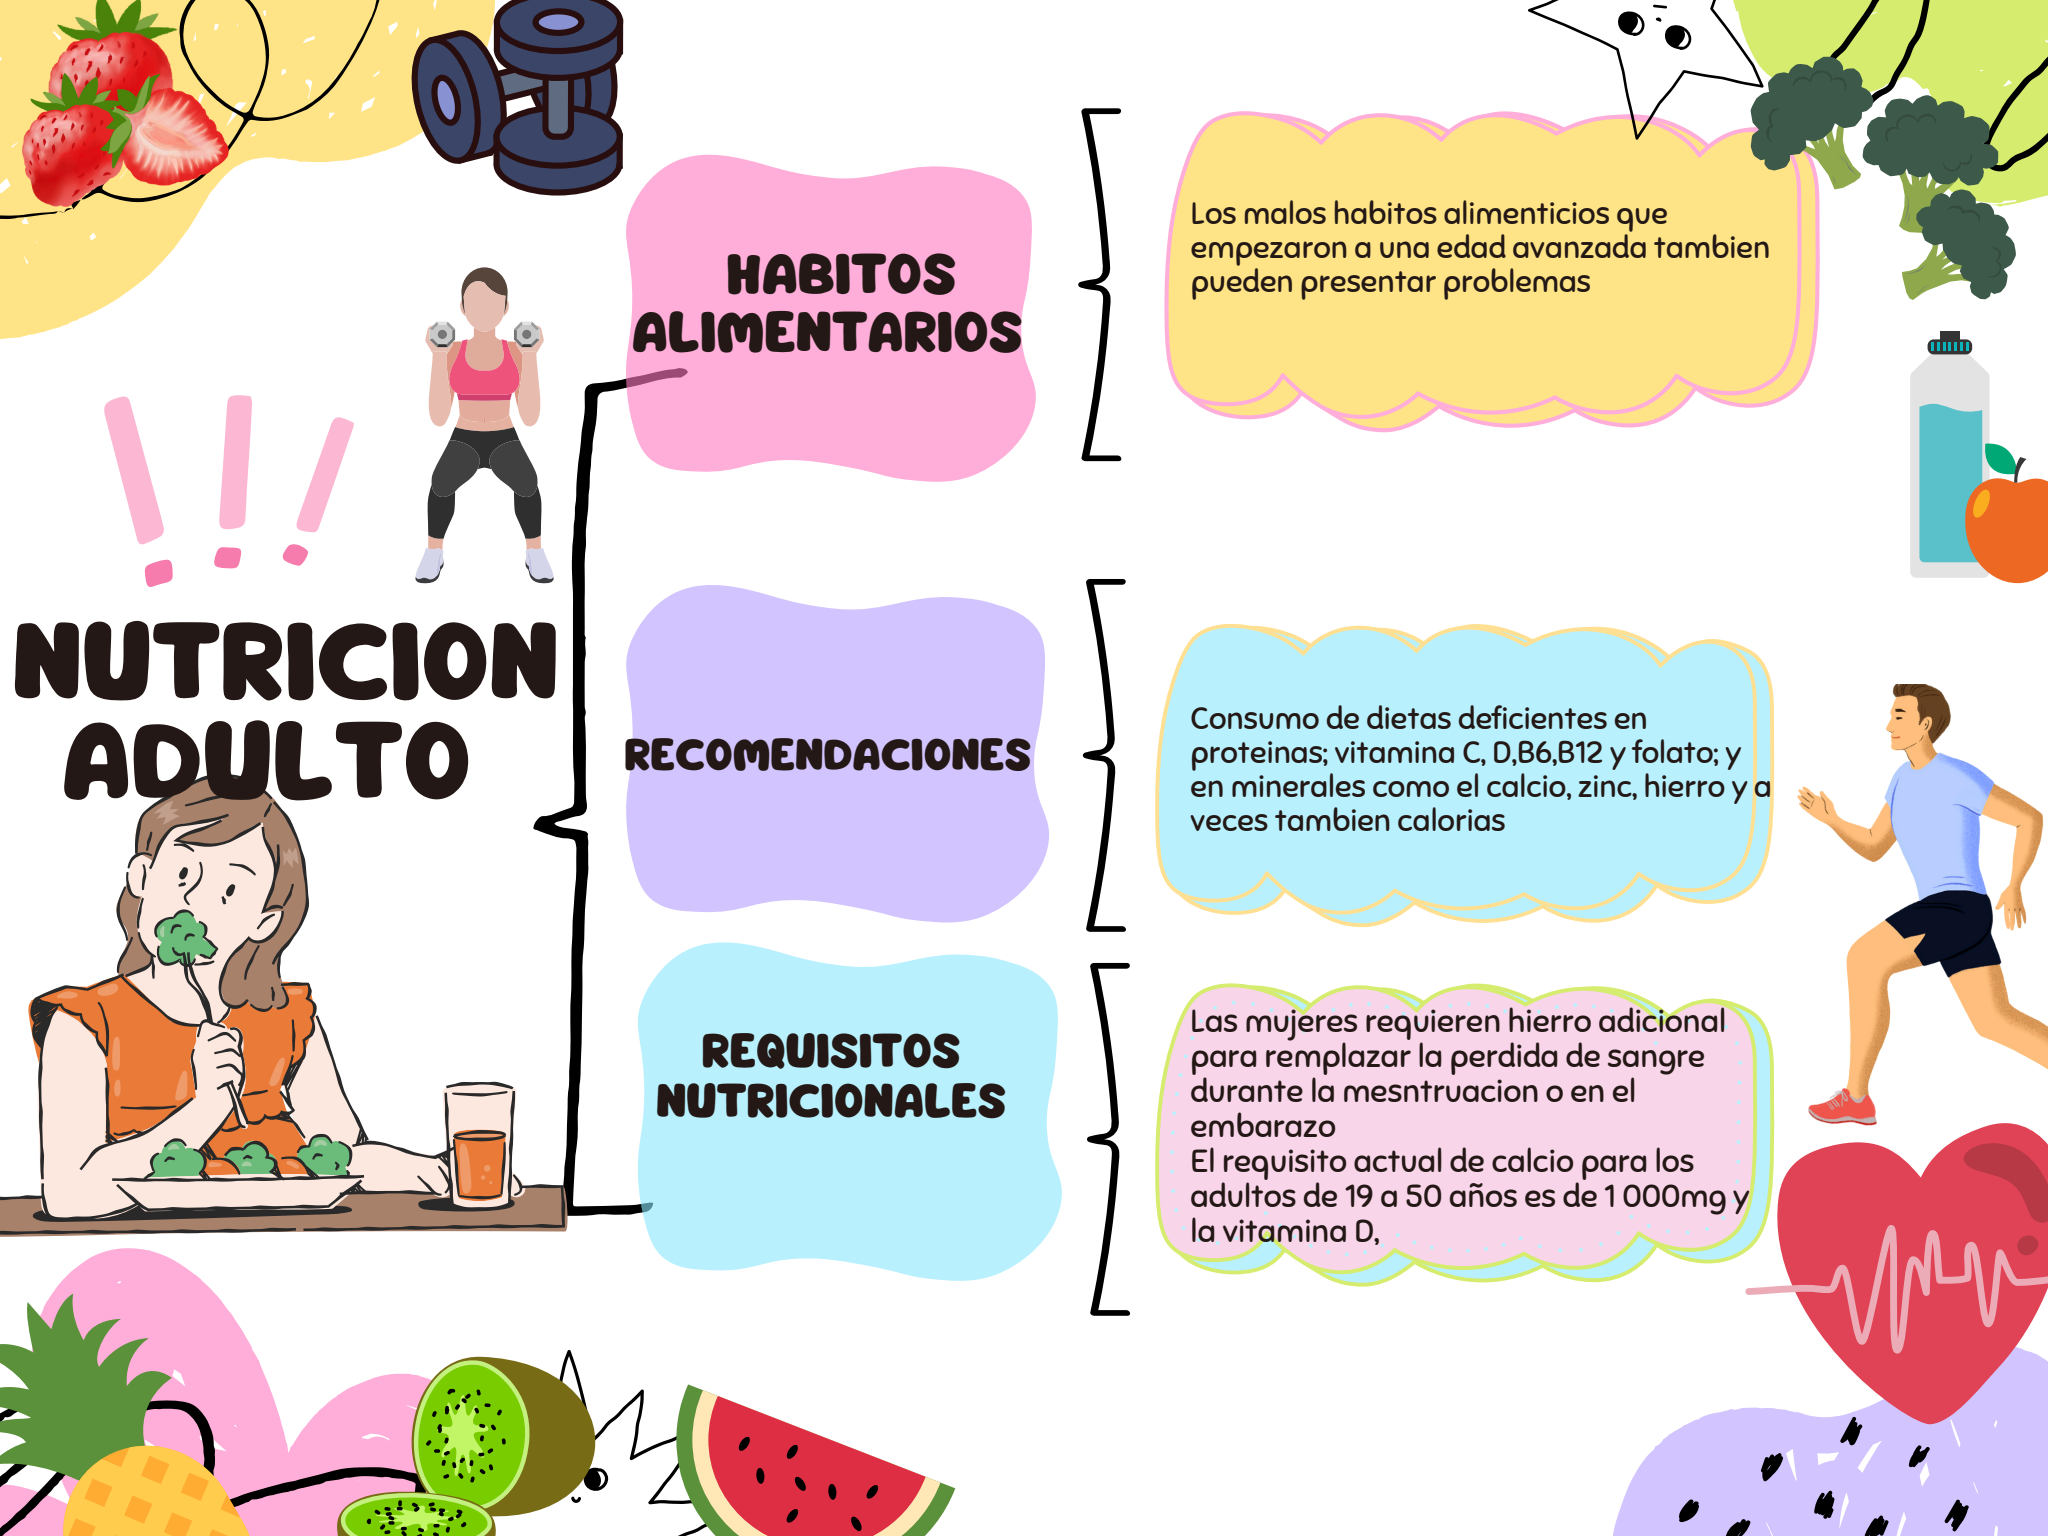 NUTRICION
ADULTO
HABITOS
ALIMENTARIOS
Los malos habitos alimenticios que
empezaron a una edad avanzada tambien
pueden presentar problemas
RECOMENDACIONES
Consumo de dietas deficientes en
proteinas; vitamina C, D,B6,B12 y folato; y
en minerales como el calcio, zinc, hierro y a
veces tambien calorias
REQUISITOS
NUTRICIONALES
Las mujeres requieren hierro adicional
para remplazar la perdida de sangre
durante la mesntruacion o en el
embarazo
El requisito actual de calcio para los
adultos de 19 a 50 años es de 1 000mg y
la vitamina D,